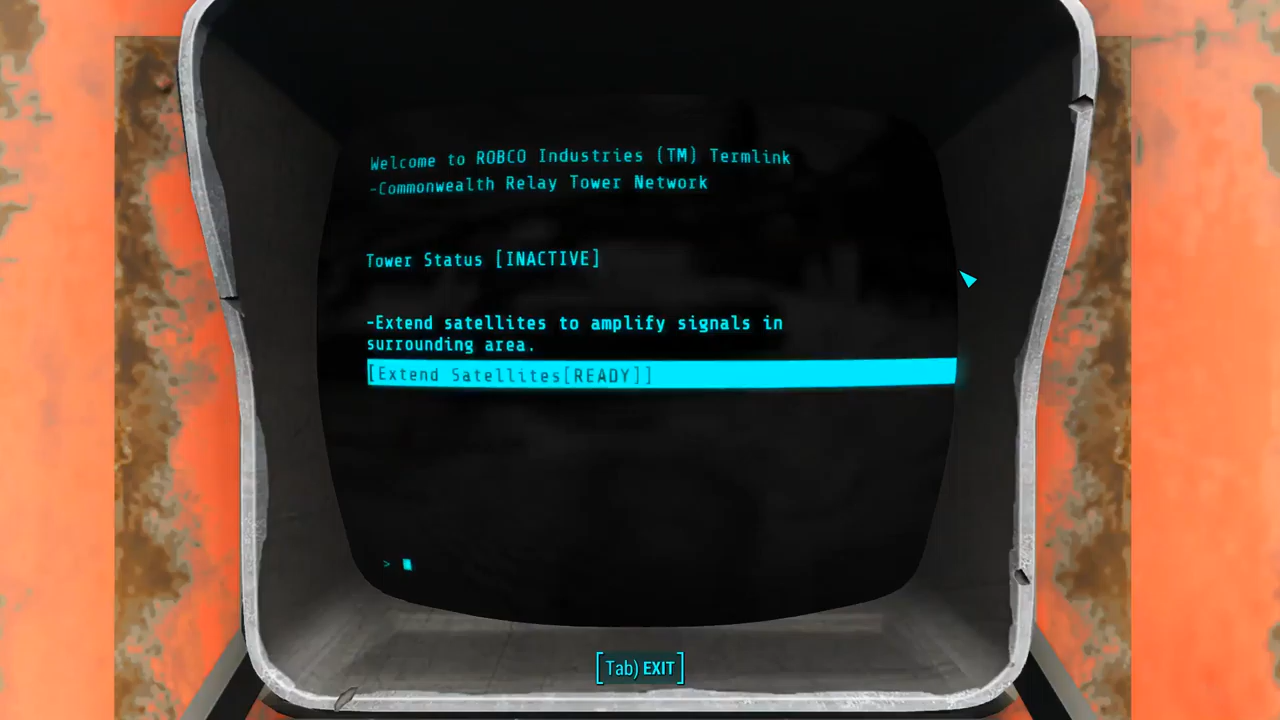 Welcome to ROBCO Industries (TM) Termlink
-Commonwealth Relay Tower Network
Tower Status [INACTIVE]
-Extend satellites to amplify signals in
surrounding area.
[Extend Satellites[READY]]
>
[Tab) EXIT]